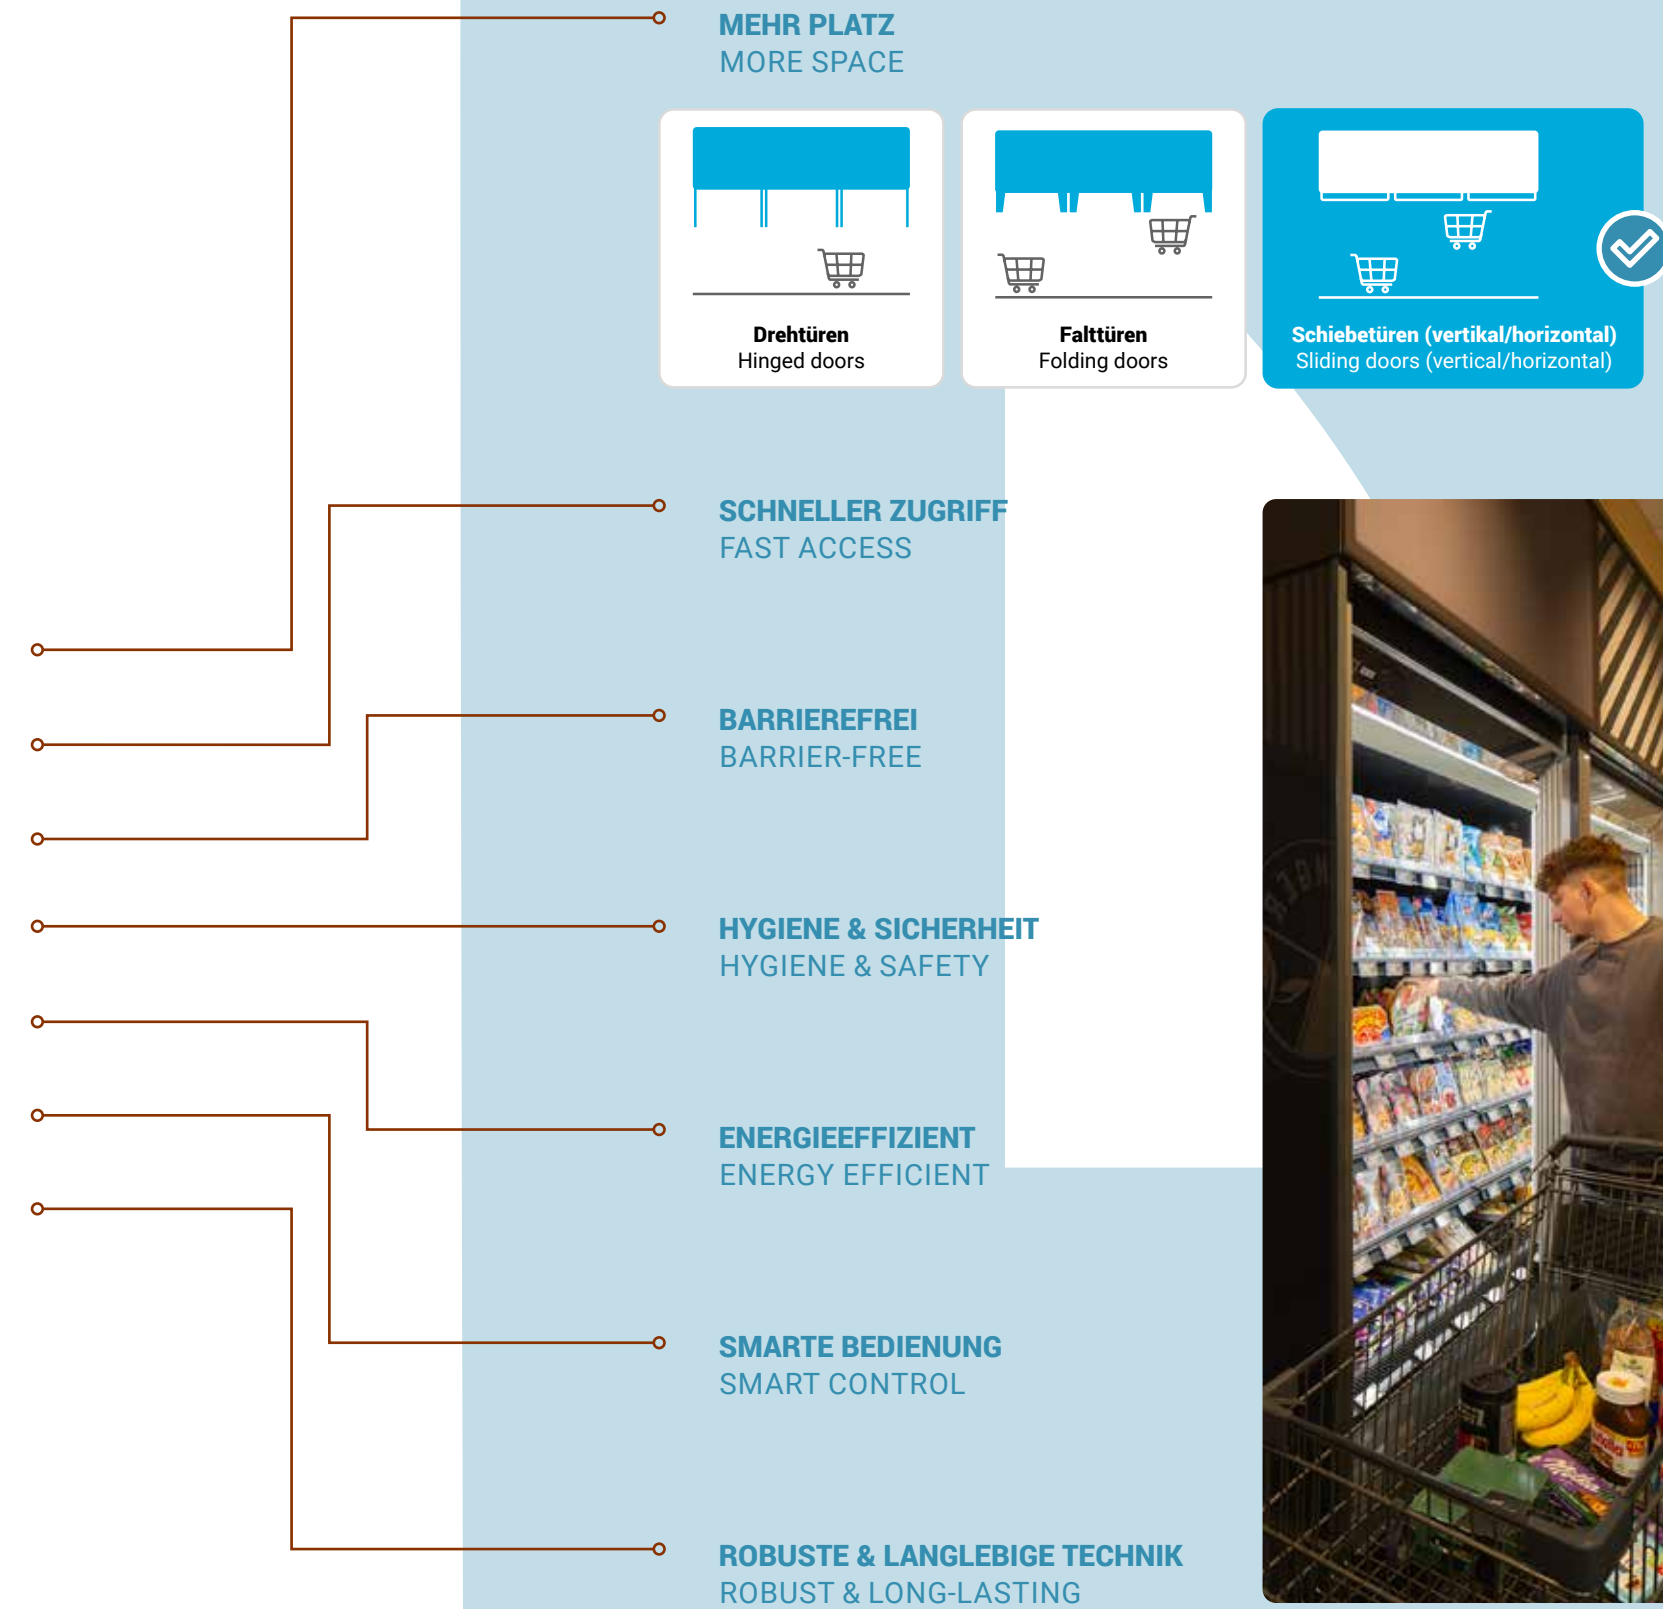 MEHR PLATZ
MORE SPACE
Drehtüren
Hinged doors
Falttüren
Folding doors
Schiebetüren (vertikal/horizontal)
Sliding doors (vertical/horizontal)
SCHNELLER ZUGRIFF
FAST ACCESS
BARRIEREFREI
BARRIER-FREE
HYGIENE & SICHERHEIT
HYGIENE & SAFETY
ENERGIEEFFIZIENT
ENERGY EFFICIENT
SMARTE BEDIENUNG
SMART CONTROL
ROBUSTE & LANGLEBIGE TECHNIK
ROBUST & LONG-LASTING
nutella
Milka